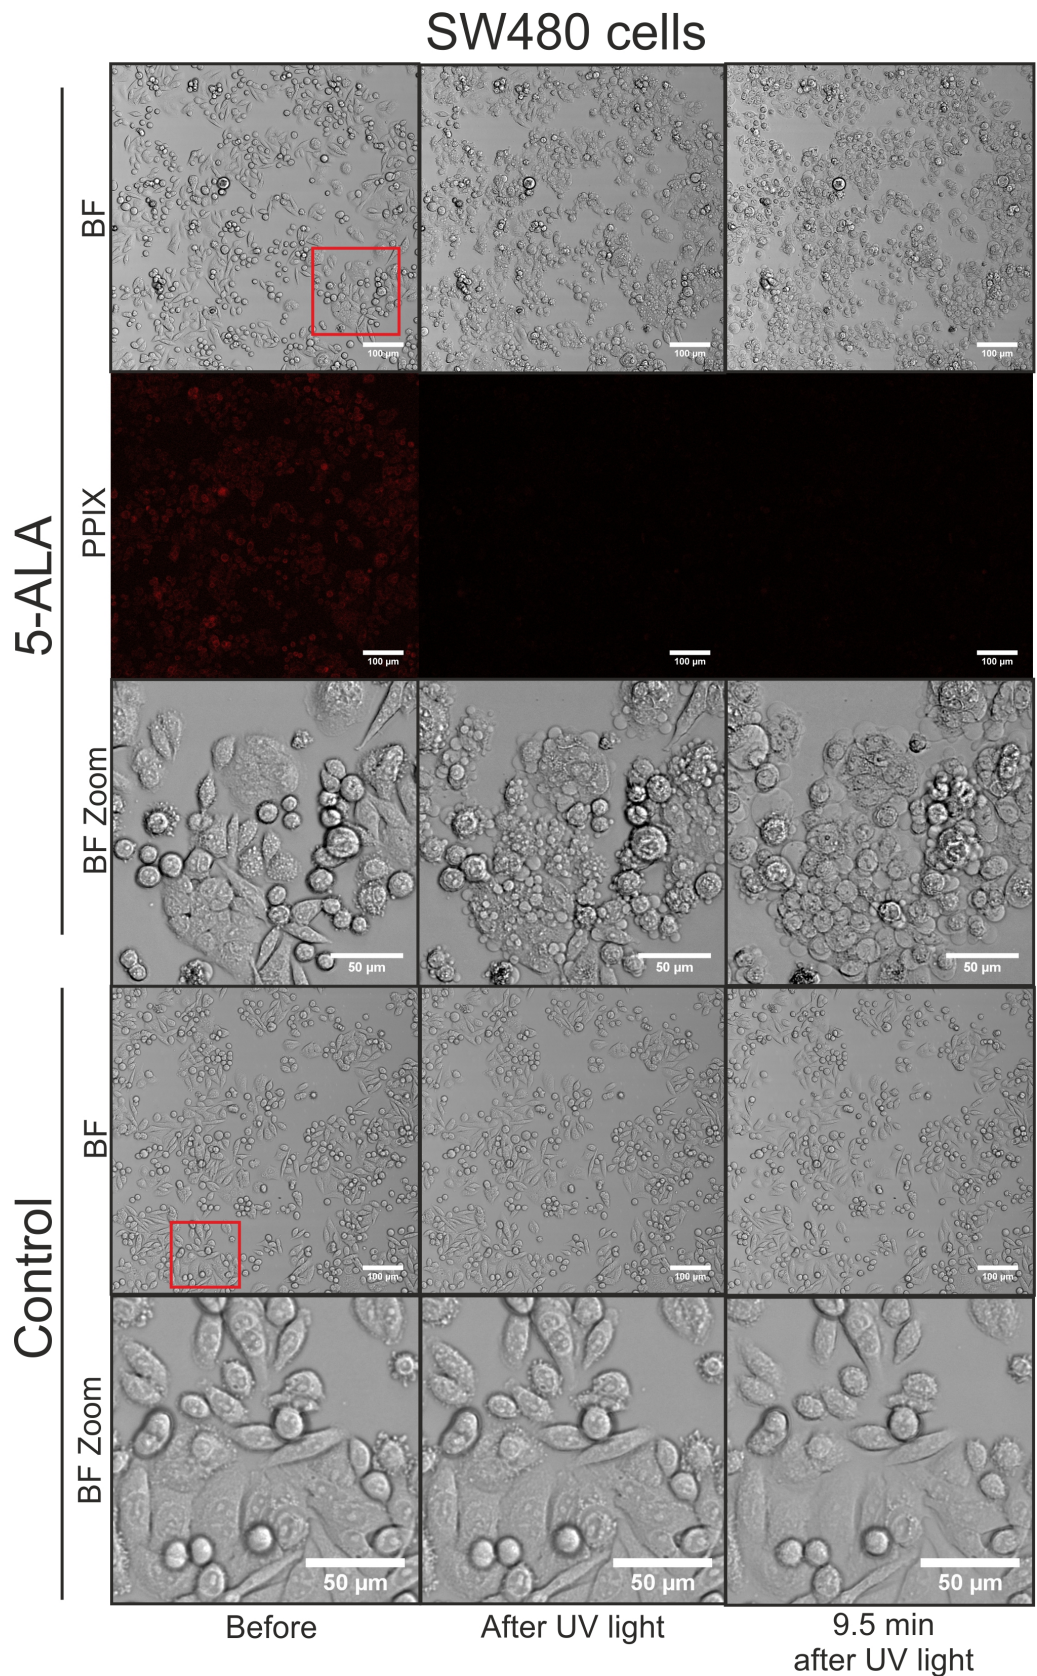 SW480 cells
5-ALA
BF
100 µm
100 µm
100 µm
PPIX
100 µm
100 µm
100 µm
BF Zoom
50 µm
50 µm
50 µm
Control
BF
100 µm
100 µm
100 µm
BF Zoom
50 µm
50 µm
50 µm
Before
After UV light
9.5 min
after UV light